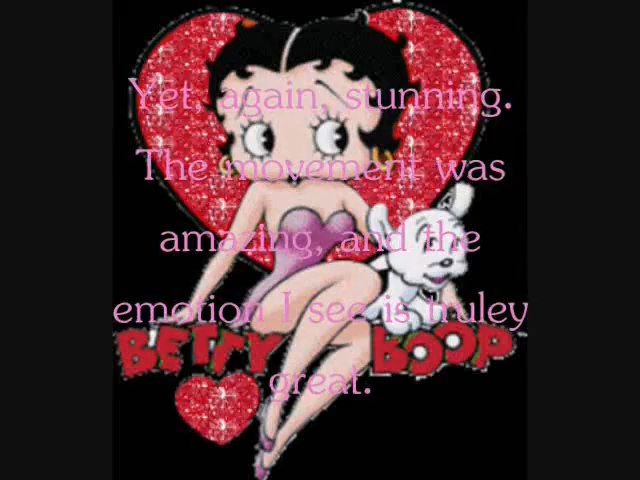 Yet, again, stunning.
The movement was
amazing, and the
emotion I see is truley
BETTY BOOP
great.